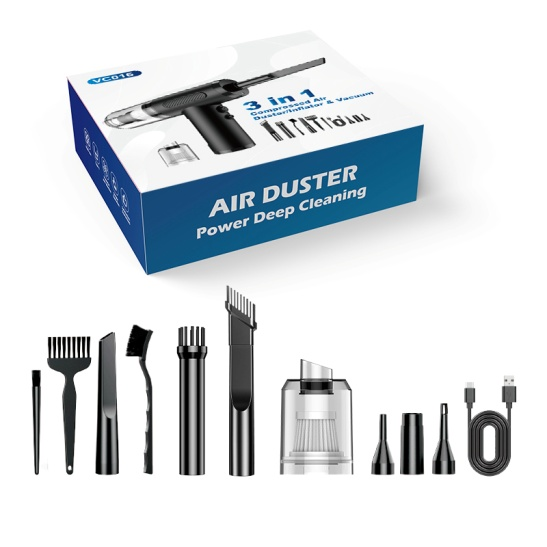 VC016
3 in 1
Compressed Air
Duster/Inflator & Vacuum
AIR DUSTER
Power Deep Cleaning